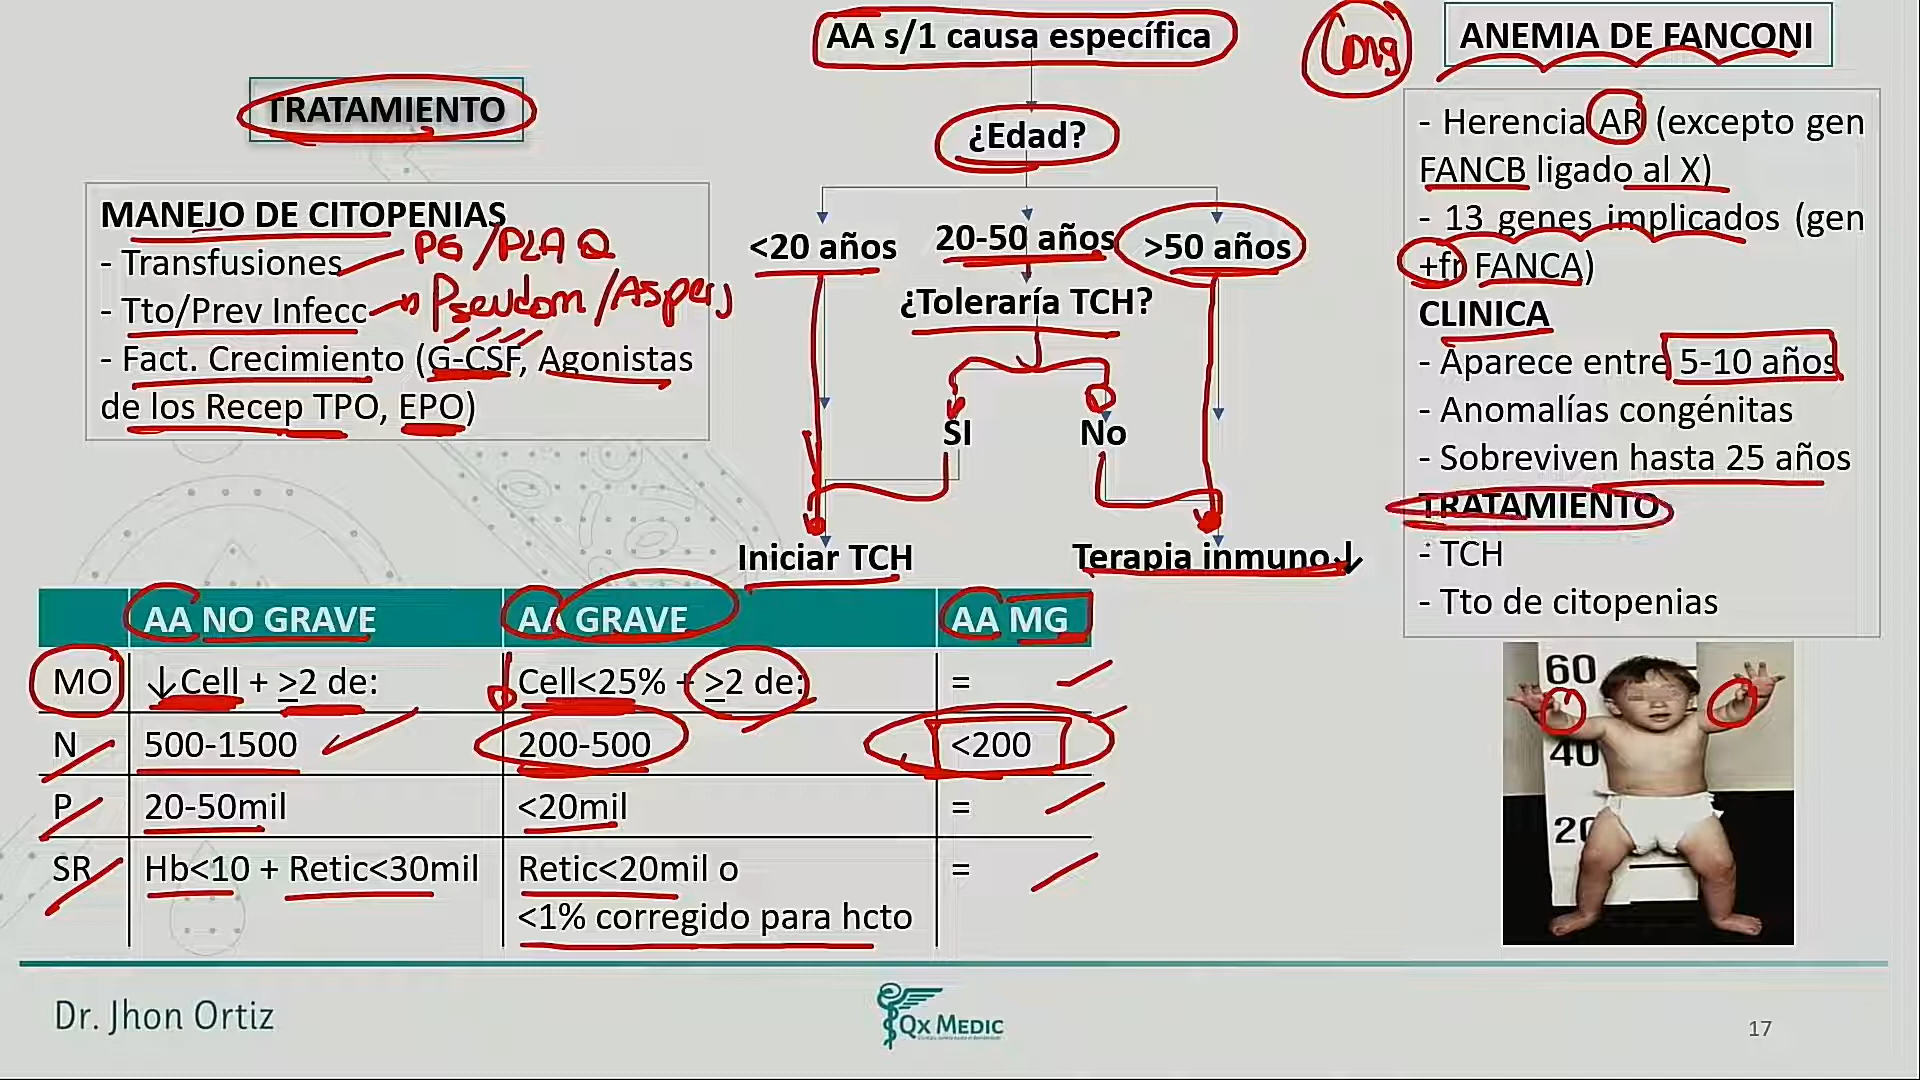 TRATAMIENTO
MANEJO DE CITOPENIAS
- Transfusiones PG /PLAQ
- Tto/Prev Infecc Pseudom /Asperg
- Fact. Crecimiento (G-CSF, Agonistas
de los Recep TPO, EPO)
AA s/1 causa específica
¿Edad?
<20 años
20-50 años
>50 años
¿Toleraría TCH?
SI
No
Iniciar TCH
Terapia inmuno↓
Cong
ANEMIA DE FANCONI
- Herencia AR (excepto gen
FANCB ligado al X)
- 13 genes implicados (gen
+fr FANCA)
CLINICA
- Aparece entre 5-10 años
- Anomalías congénitas
- Sobreviven hasta 25 años
TRATAMIENTO
- TCH
- Tto de citopenias
AA NO GRAVE AA GRAVE AA MG
MO ↓Cell + ≥2 de: Cell<25% + ≥2 de: =
N 500-1500 200-500 <200
P 20-50mil <20mil =
SR Hb<10 + Retic<30mil Retic<20mil o =
<1% corregido para hcto
60
40
20
Dr. Jhon Ortiz
QX MEDIC
17